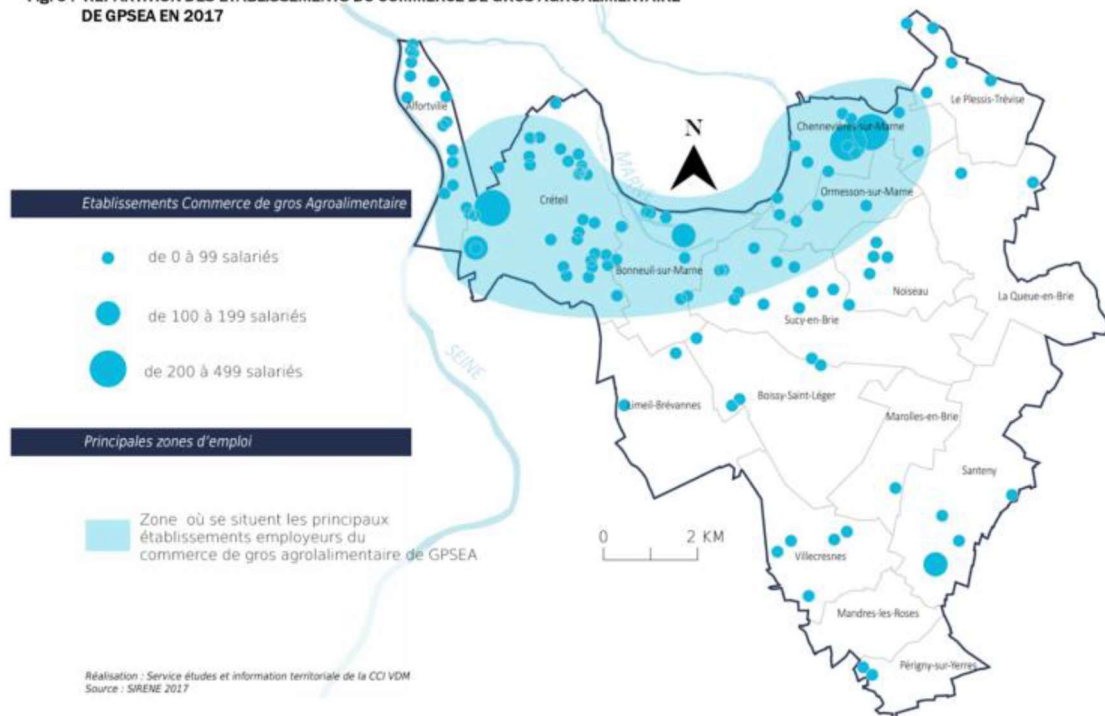 DE GPSEA EN 2017
Alfortville
Le Plessis-Trévise
Chennevières-sur-Marne
N
MARNE
Ormesson-sur-Marne
Créteil
Etablissements Commerce de gros Agroalimentaire
de 0 à 99 salariés
de 100 à 199 salariés
de 200 à 499 salariés
Bonneuil-sur-Marne
Noiseau
La Queue-en-Brie
Sucy-en-Brie
SEINE
Boissy-Saint-Léger
Limeil-Brévannes
Marolles-en-Brie
Principales zones d'emploi
Santeny
Zone où se situent les principaux
établissements employeurs du
commerce de gros agrolalimentaire de GPSEA
0 2 KM
Villecresnes
Mandres-les-Roses
Périgny-sur-Yerres
Réalisation : Service études et information territoriale de la CCI VDM
Source : SIRENE 2017